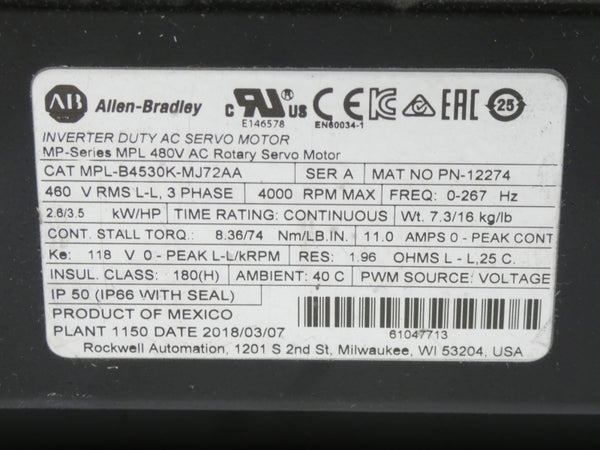 AB Allen-Bradley c RU ® US CE KC EAC 25
E146578 EN60034-1
INVERTER DUTY AC SERVO MOTOR
MP-Series MPL 480V AC Rotary Servo Motor
CAT MPL-B4530K-MJ72AA SER A MAT NO PN-12274
460 V RMS L-L, 3 PHASE 4000 RPM MAX FREQ: 0-267 Hz
2.6/3.5 kW/HP TIME RATING: CONTINUOUS Wt. 7.3/16 kg/lb
CONT. STALL TORQ.: 8.36/74 Nm/LB.IN. 11.0 AMPS 0 - PEAK CONT
Ke: 118 V 0 - PEAK L-L/kRPM RES: 1.96 OHMS L - L,25 C.
INSUL. CLASS: 180(H) AMBIENT: 40 C PWM SOURCE: VOLTAGE
IP 50 (IP66 WITH SEAL)
PRODUCT OF MEXICO
PLANT 1150 DATE 2018/03/07 61047713
Rockwell Automation, 1201 S 2nd St, Milwaukee, WI 53204, USA